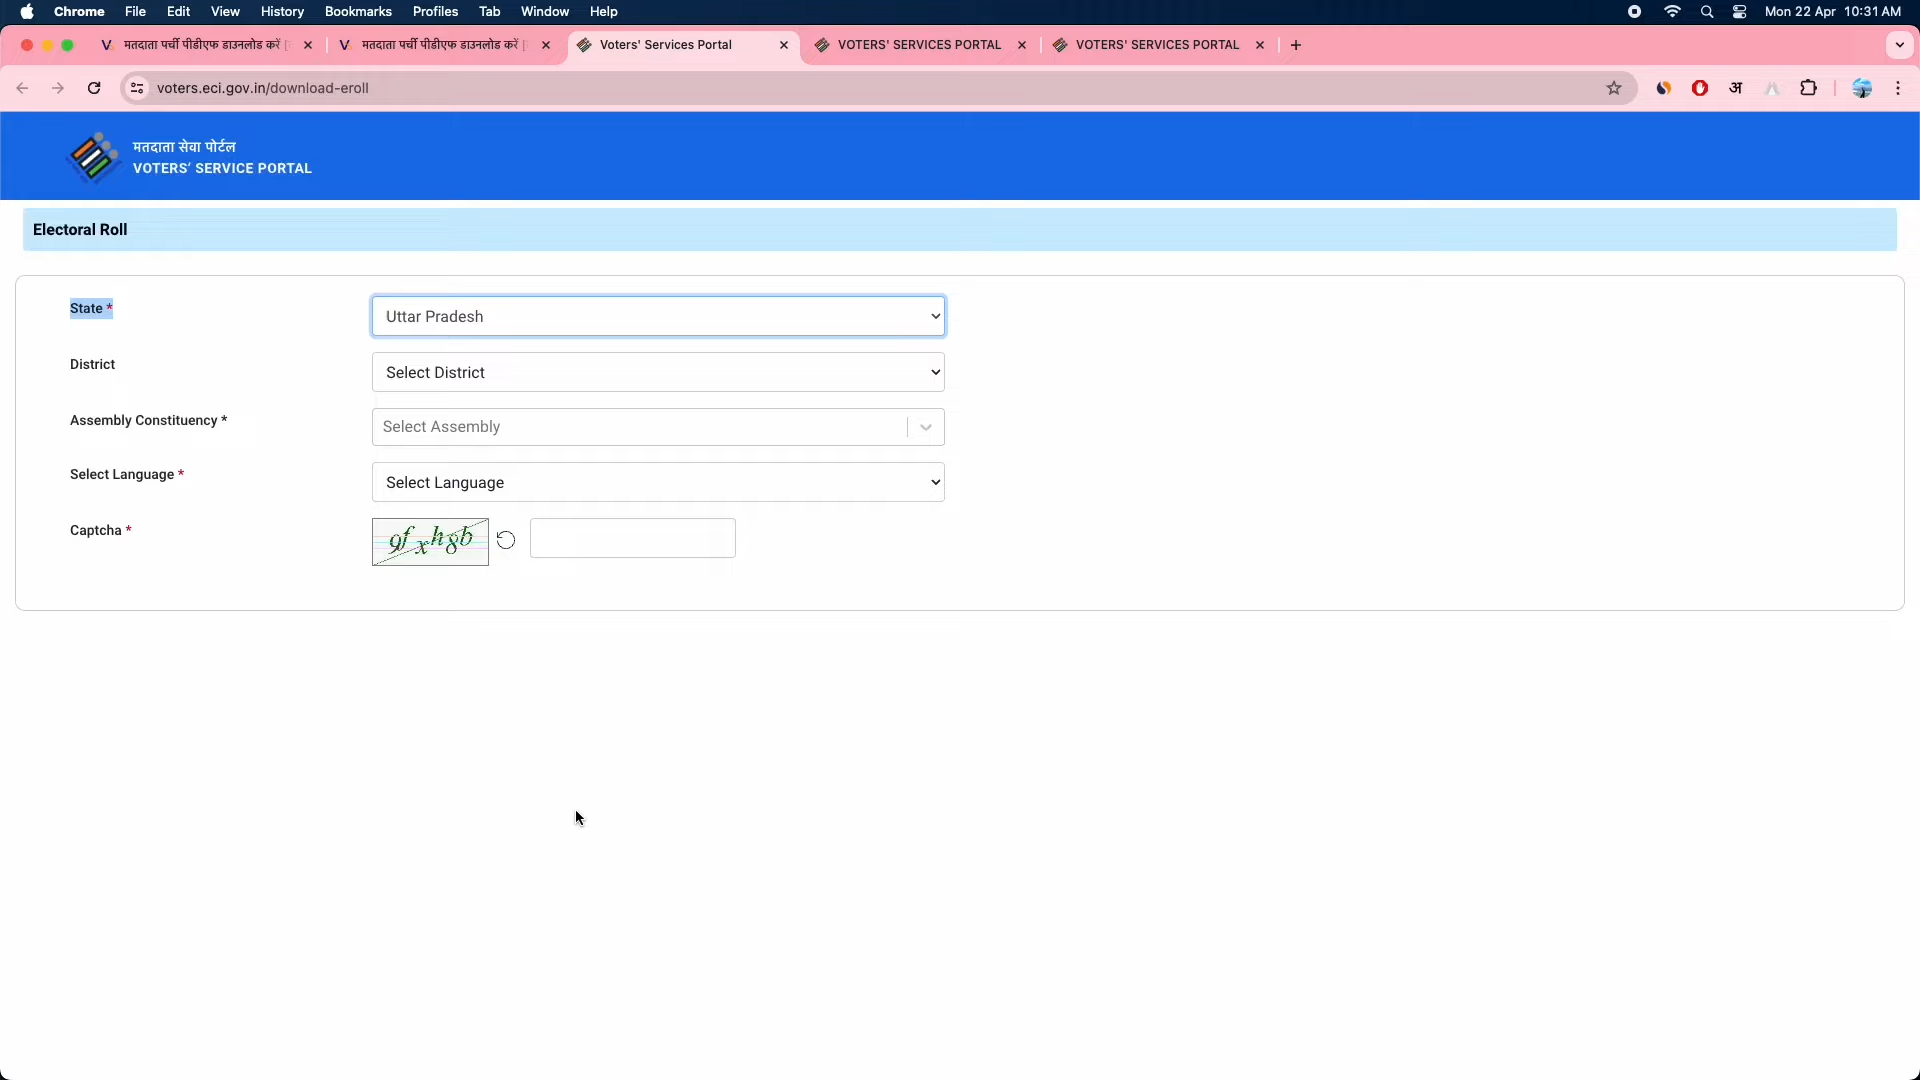 Chrome File Edit View History Bookmarks Profiles Tab Window Help Mon 22 Apr 10:31 AM
मतदाता पर्ची पीडीएफ डाउनलोड करें मतदाता पर्ची पीडीएफ डाउनलोड करें Voters' Services Portal VOTERS' SERVICES PORTAL VOTERS' SERVICES PORTAL
voters.eci.gov.in/download-eroll अ
मतदाता सेवा पोर्टल
VOTERS' SERVICE PORTAL
Electoral Roll
State * Uttar Pradesh
District Select District
Assembly Constituency * Select Assembly
Select Language * Select Language
Captcha *